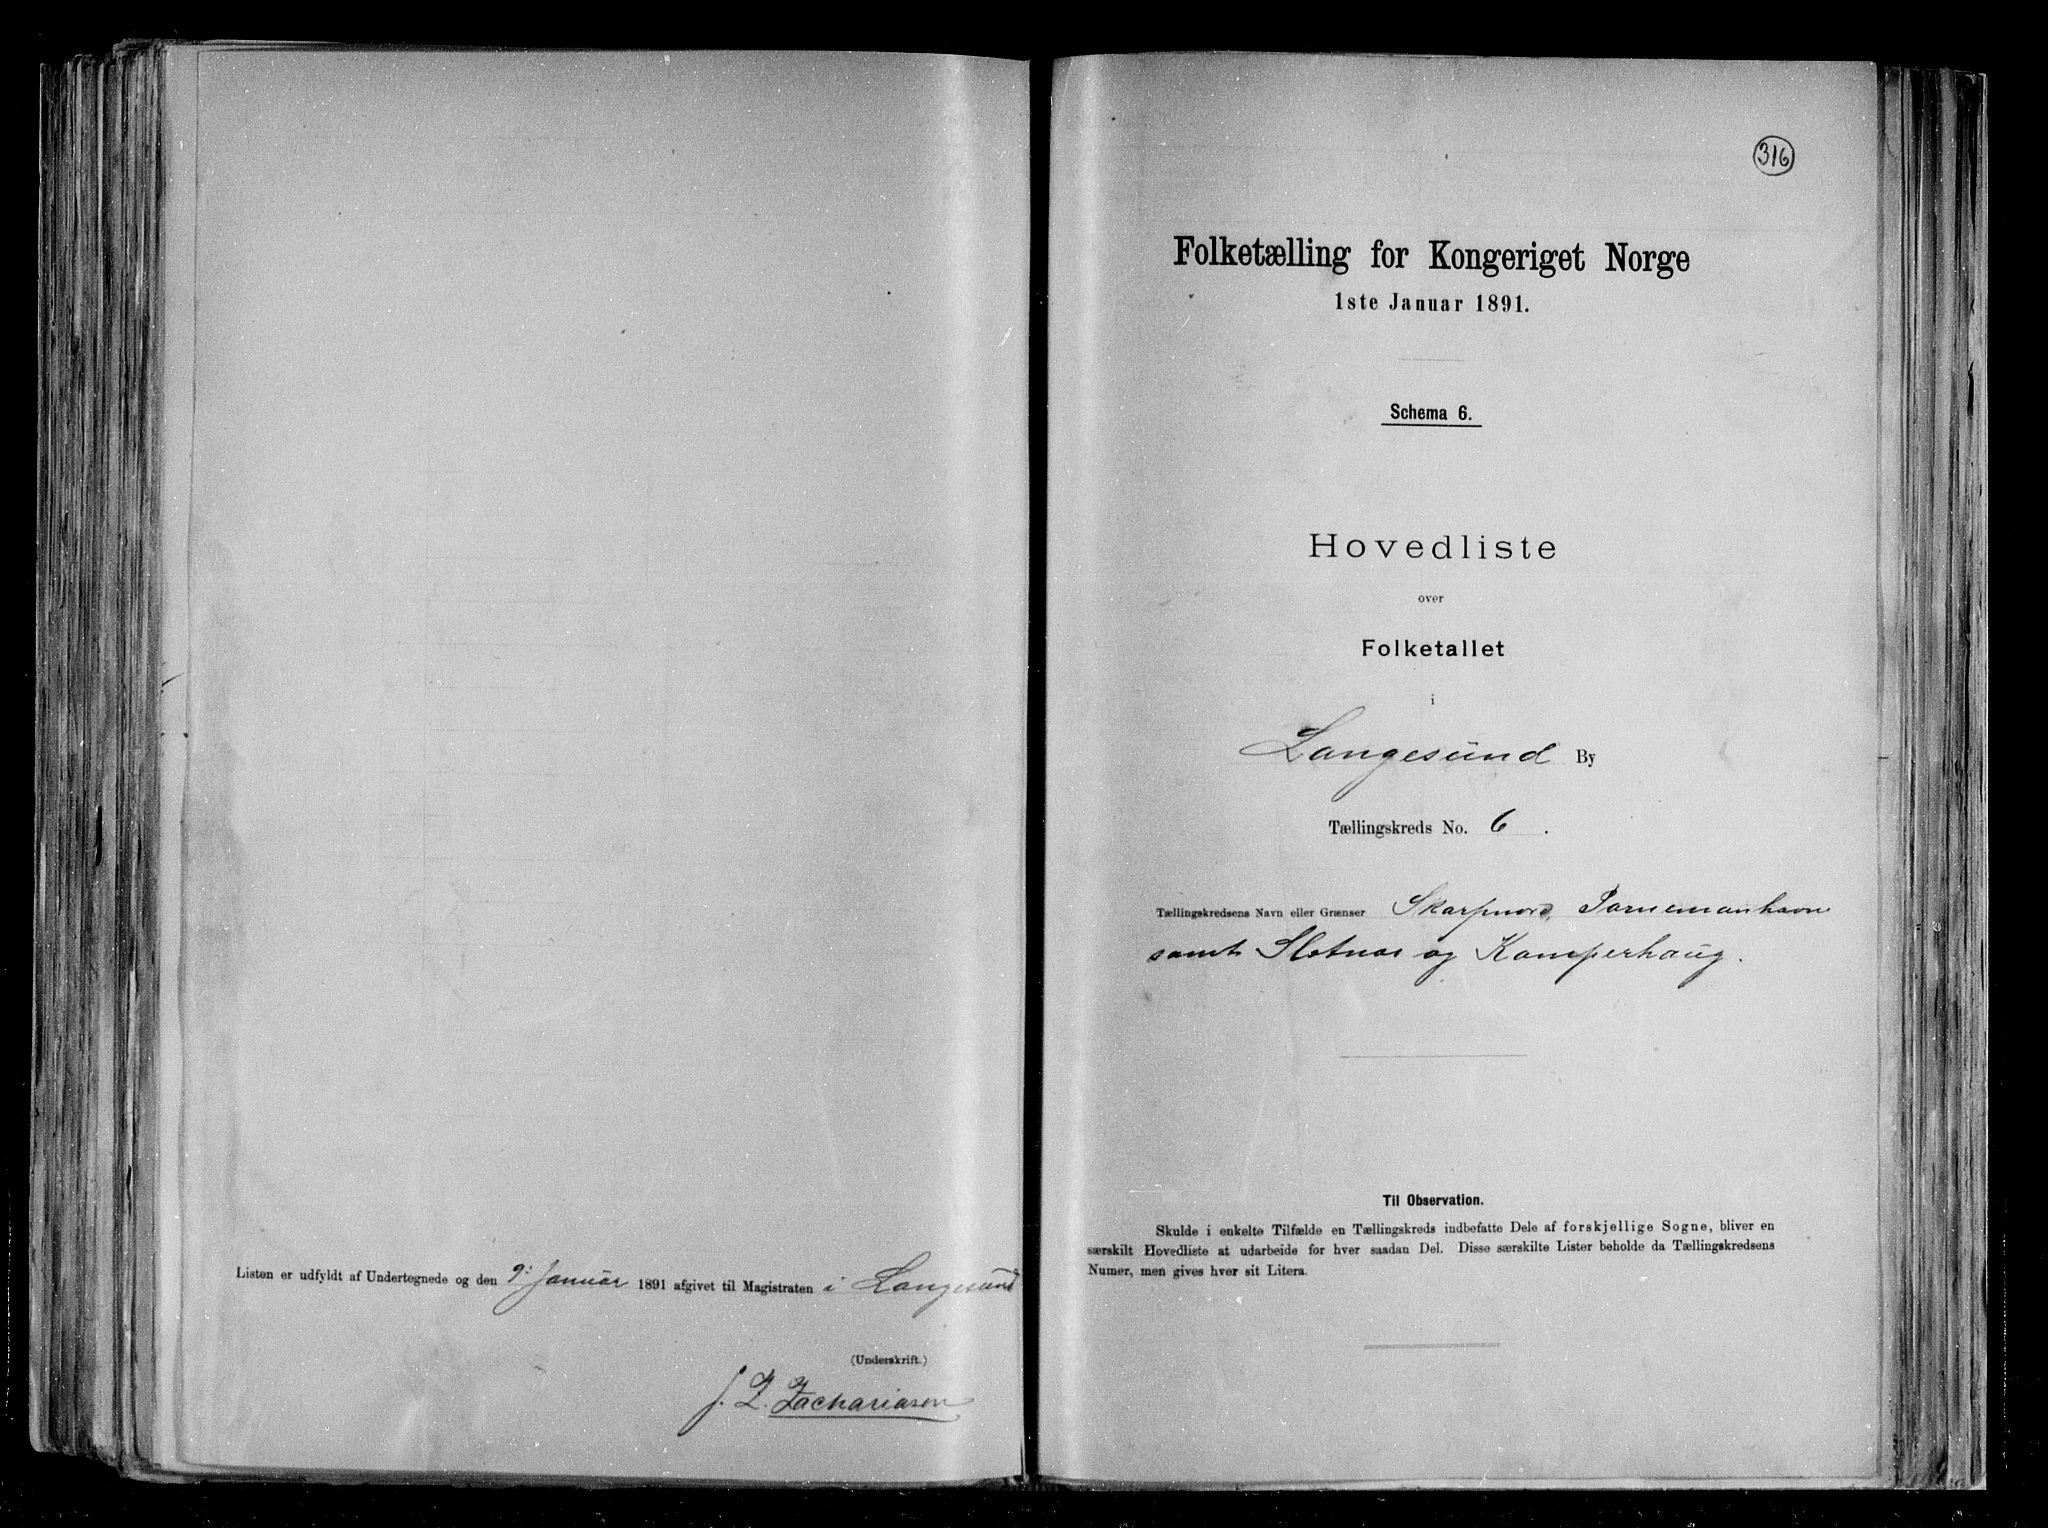 Listen er udfyldt af Undertegnede og den 9: Januar 1891 afgivet til Magistraten i Langesund
(Underskrift.)
J. Z. Zachariasen
316
Folketælling for Kongeriget Norge
1ste Januar 1891.
Schema 6.
Hovedliste
over
Folketallet
i
Langesund By
Tællingskreds No. 6.
Tællingskredsens Navn eller Grænser Skarpnord,
samt og Kamperhaug.
Til Observation.
Skulde i enkelte Tilfælde en Tællingskreds indbefatte Dele af forskjellige Sogne, bliver en
særskilt Hovedliste at udarbeide for hver saadan Del. Disse særskilte Lister beholde da Tællingskredsens
Numer, men gives hver sit Litera.